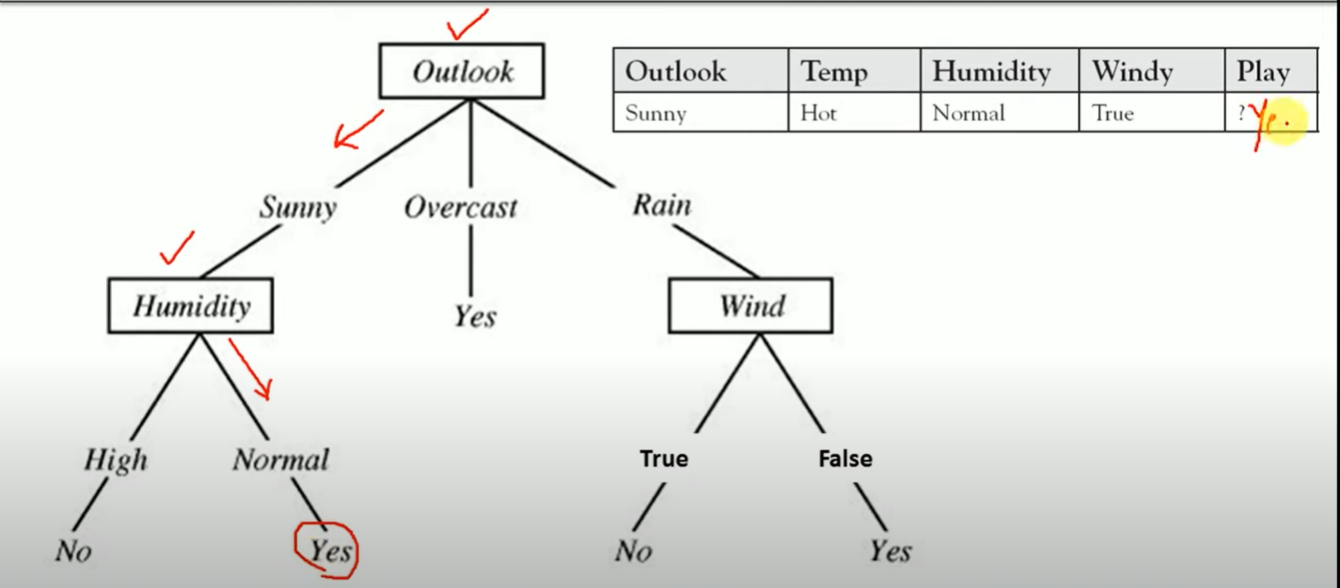 Outlook
Outlook Temp Humidity Windy Play
Sunny Hot Normal True ?
Sunny Overcast Rain
Humidity Yes Wind
High Normal True False
No Yes No Yes